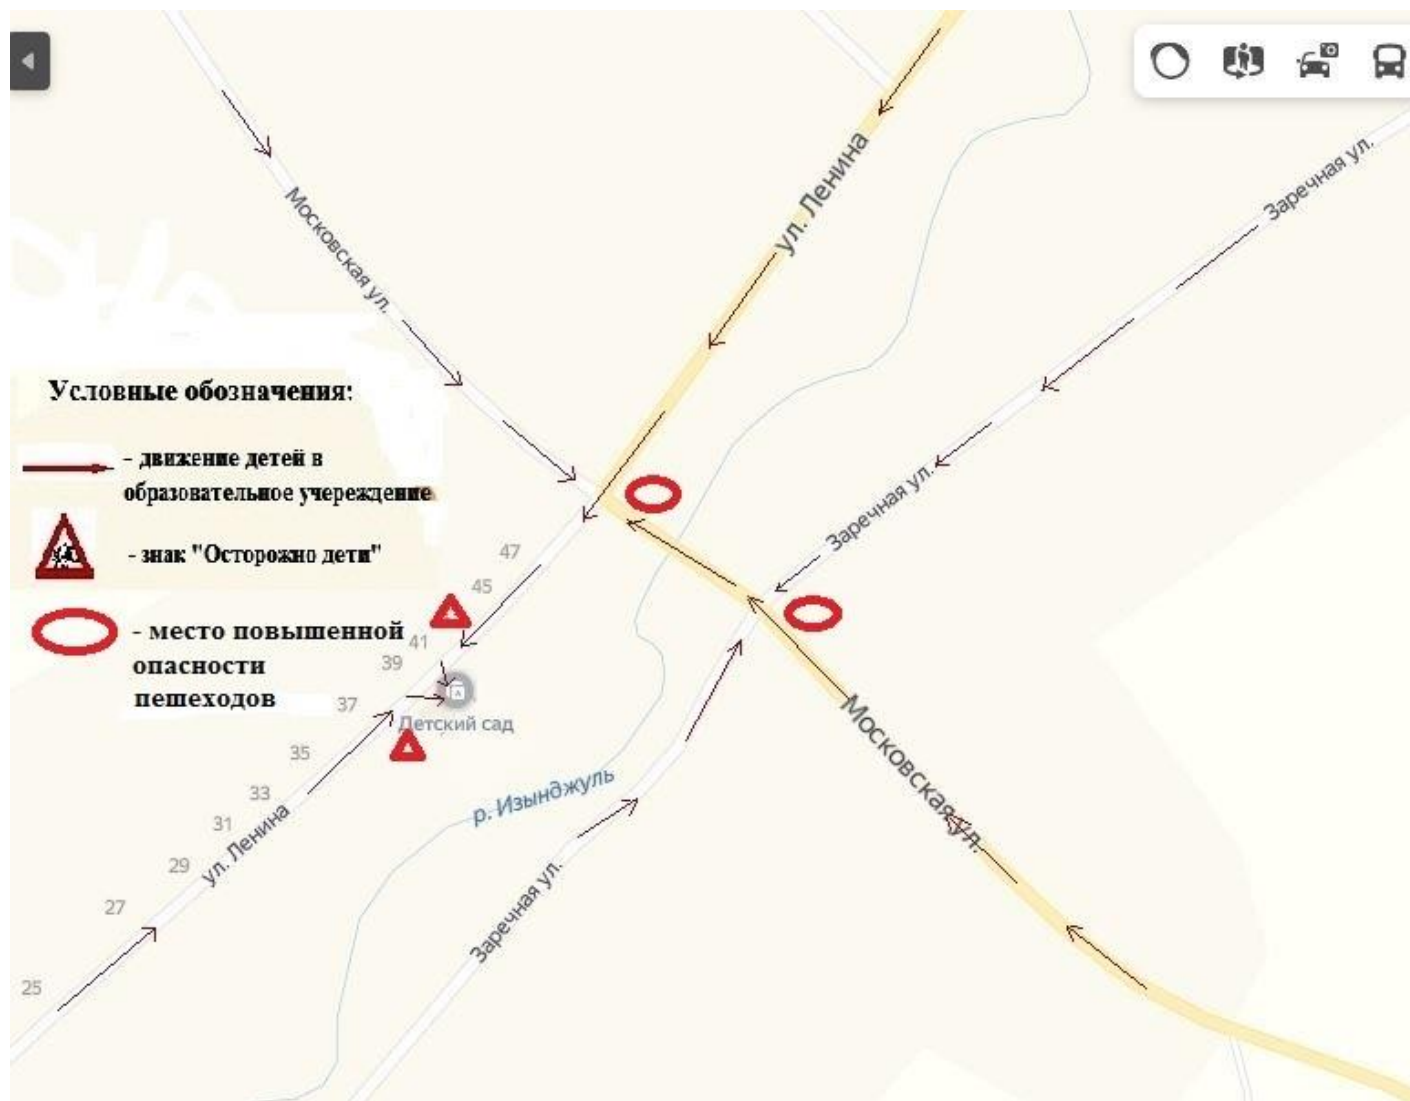 Московская ул.
ул. Ленина
Заречная ул.
Условные обозначения:
- движение детей в
образовательное учереждение
- знак "Осторожно дети"
- место повышенной
опасности
пешеходов
Заречная ул.
47
45
41
39
37
Детский сад
35
33
31
29
27
25
ул. Ленина
р. Изынджуль
Заречная ул.
Московская ул.